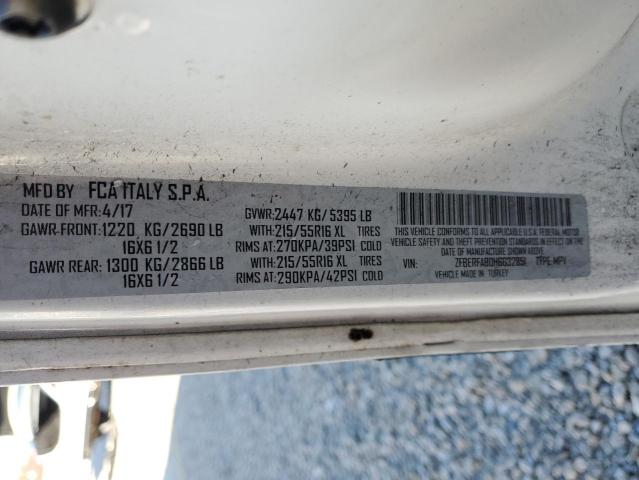 MFD BY FCA ITALY S.P.A.
DATE OF MFR: 4/17
GAWR-FRONT: 1220 KG/2690 LB
16X6 1/2
GAWR REAR: 1300 KG/2866 LB
16X6 1/2
GVWR: 2447 KG/ 5395 LB
WITH: 215/55R16 XL TIRES
RIMS AT: 270KPA/39PSI COLD
WITH: 215/55R16 XL TIRES
RIMS AT: 290KPA/42PSI COLD
THIS VEHICLE CONFORMS TO ALL APPLICABLE U.S.A. FEDERAL MOTOR
VEHICLE SAFETY AND THEFT PREVENTION STANDARDS IN EFFECT ON THE
DATE OF MANUFACTURE SHOWN ABOVE.
VIN: TYPE: MPV
VEHICLE MADE IN: TURKEY